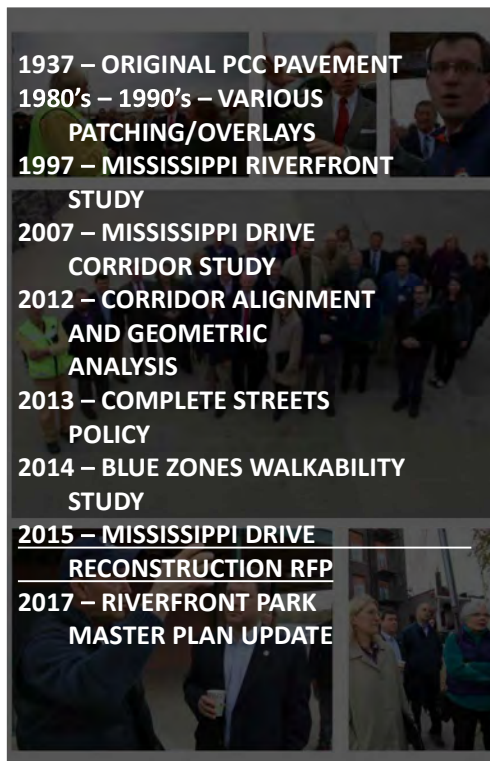 1937 – ORIGINAL PCC PAVEMENT
1980’s – 1990’s – VARIOUS
PATCHING/OVERLAYS
1997 – MISSISSIPPI RIVERFRONT
STUDY
2007 – MISSISSIPPI DRIVE
CORRIDOR STUDY
2012 – CORRIDOR ALIGNMENT
AND GEOMETRIC
ANALYSIS
2013 – COMPLETE STREETS
POLICY
2014 – BLUE ZONES WALKABILITY
STUDY
2015 – MISSISSIPPI DRIVE
RECONSTRUCTION RFP
2017 – RIVERFRONT PARK
MASTER PLAN UPDATE